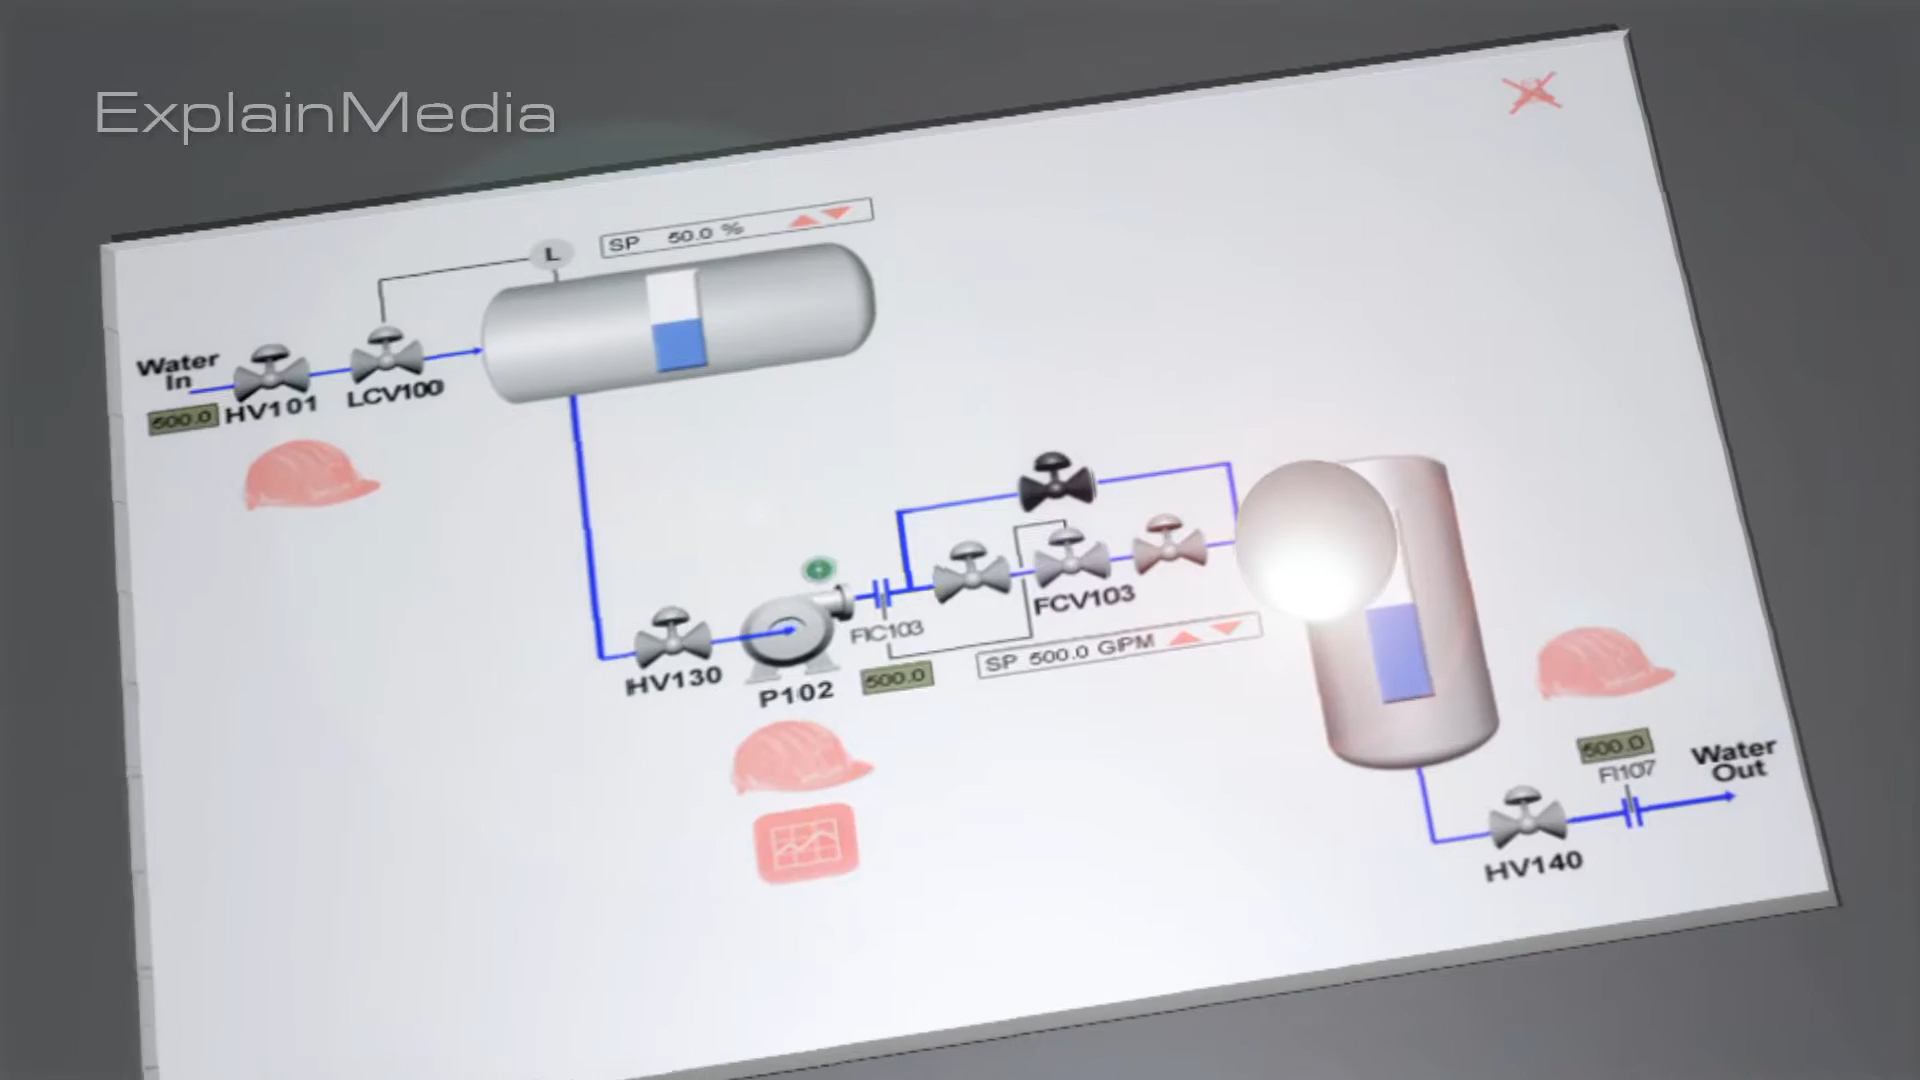 ExplainMedia
L
SP 50.0 %
Water
In
500.0
HV101
LCV100
FCV103
FIC103
SP 500.0 GPM
HV130
P102
500.0
500.0
FI107
Water
Out
HV140